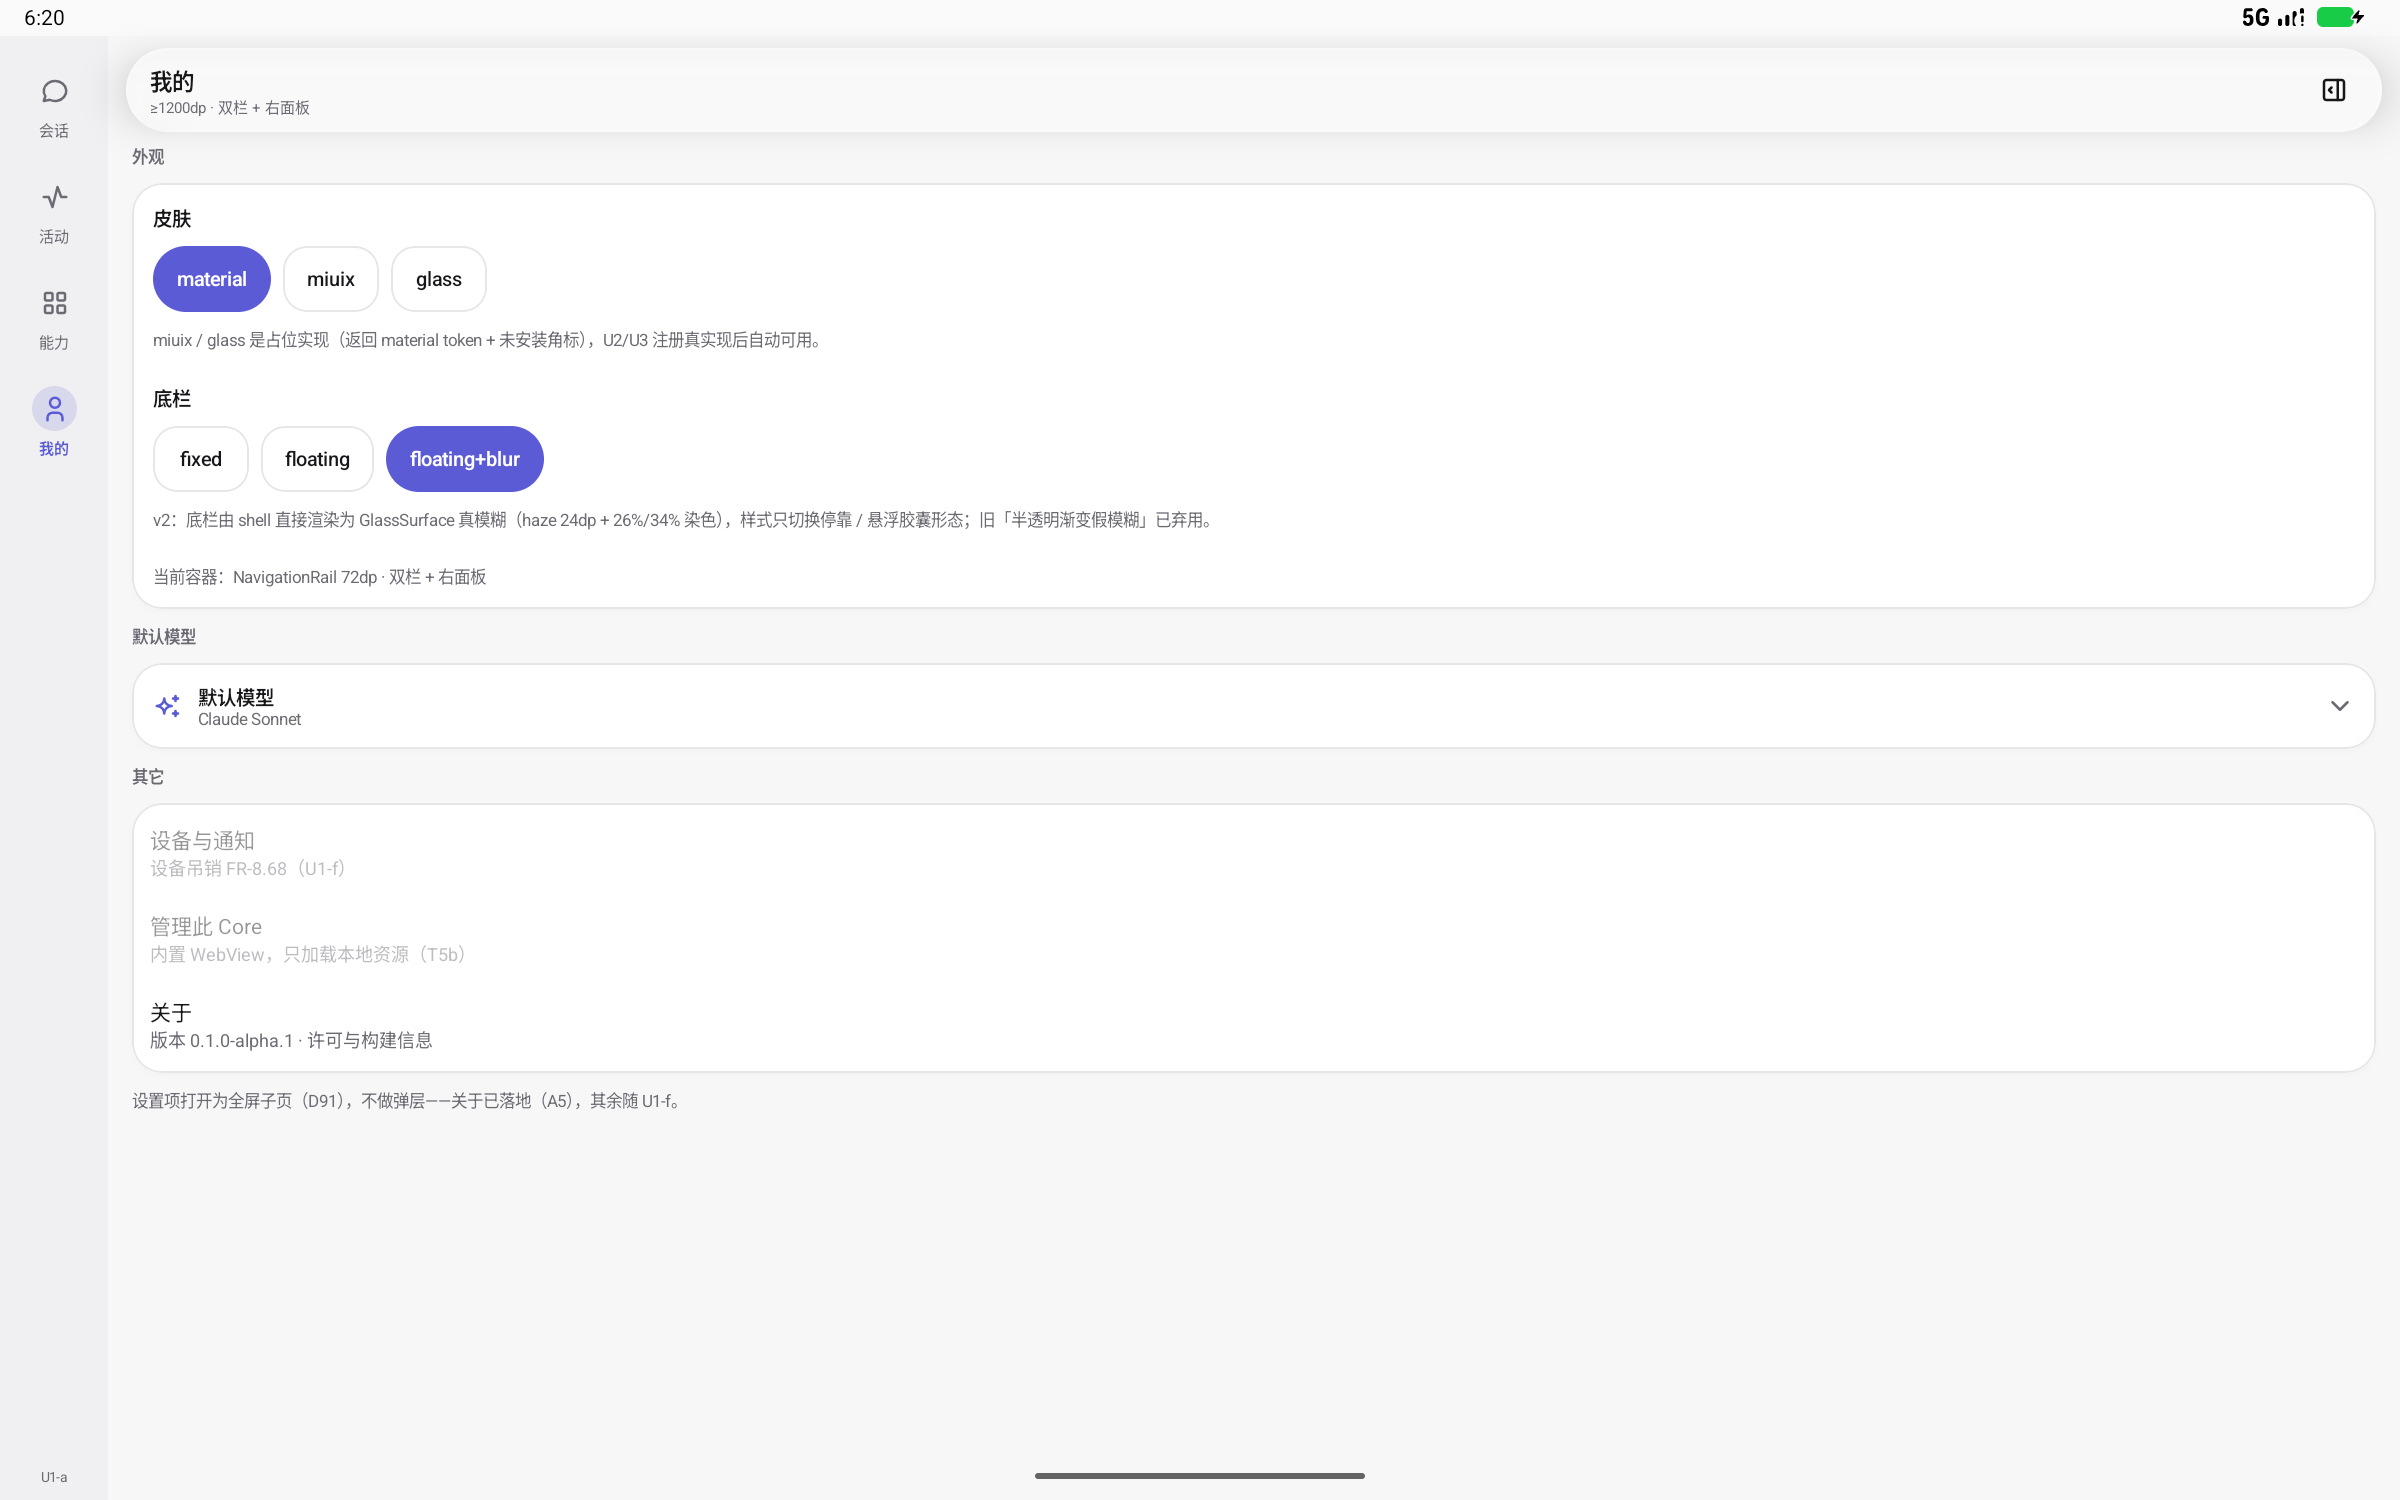 6:20
5G
会话
活动
能力
我的
U1-a
我的
≥1200dp · 双栏 + 右面板
外观
皮肤
material
miuix
glass
miuix / glass 是占位实现（返回 material token + 未安装角标），U2/U3 注册真实现后自动可用。
底栏
fixed
floating
floating+blur
v2：底栏由 shell 直接渲染为 GlassSurface 真模糊（haze 24dp + 26%/34% 染色），样式只切换停靠 / 悬浮胶囊形态；旧「半透明渐变假模糊」已弃用。
当前容器：NavigationRail 72dp · 双栏 + 右面板
默认模型
默认模型
Claude Sonnet
其它
设备与通知
设备吊销 FR-8.68（U1-f）
管理此 Core
内置 WebView，只加载本地资源（T5b）
关于
版本 0.1.0-alpha.1 · 许可与构建信息
设置项打开为全屏子页（D91），不做弹层——关于已落地（A5），其余随 U1-f。